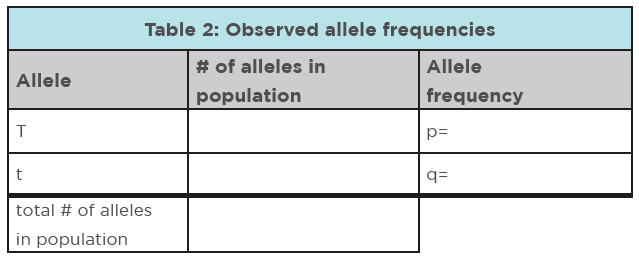 Table 2: Observed allele frequencies
Allele
# of alleles in
population
Allele
frequency
T
p=
t
q=
total # of alleles
in population